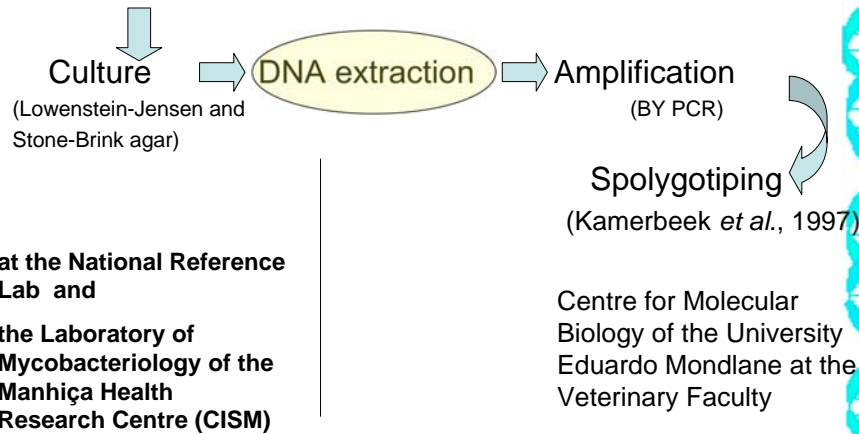 Culture
(Lowenstein-Jensen and
Stone-Brink agar)
DNA extraction
Amplification
(BY PCR)
Spolygotiping
(Kamerbeek et al., 1997)
at the National Reference
Lab and
the Laboratory of
Mycobacteriology of the
Manhiça Health
Research Centre (CISM)
Centre for Molecular
Biology of the University
Eduardo Mondlane at the
Veterinary Faculty